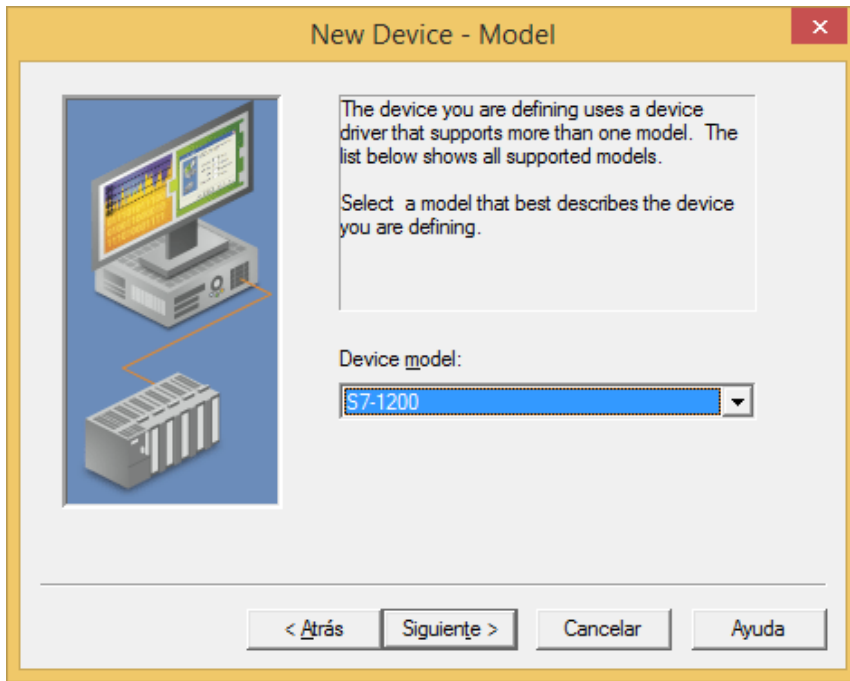 New Device - Model
The device you are defining uses a device
driver that supports more than one model.  The
list below shows all supported models.
Select  a model that best describes the device
you are defining.
Device model:
S7-1200
< Atrás
Siguiente >
Cancelar
Ayuda